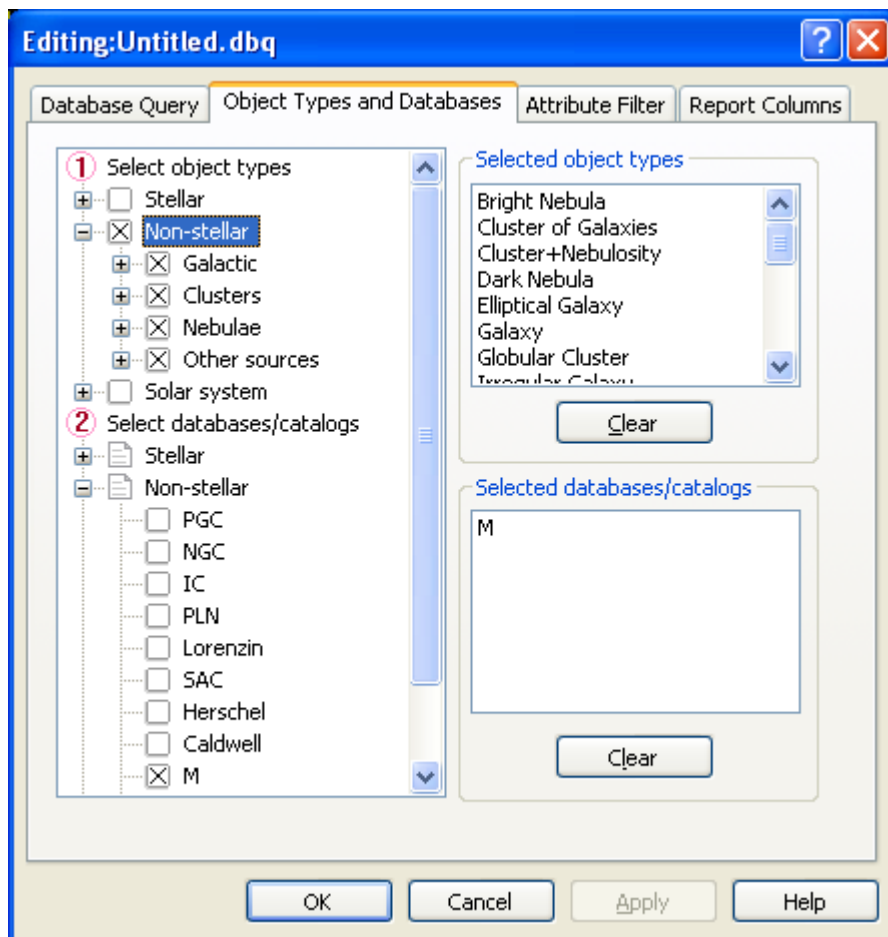 Editing:Untitled.dbq
Database Query
Object Types and Databases
Attribute Filter
Report Columns
1 Select object types
Stellar
Non-stellar
Galactic
Clusters
Nebulae
Other sources
Solar system
2 Select databases/catalogs
Stellar
Non-stellar
PGC
NGC
IC
PLN
Lorenzin
SAC
Herschel
Caldwell
M
Selected object types
Bright Nebula
Cluster of Galaxies
Cluster+Nebulosity
Dark Nebula
Elliptical Galaxy
Galaxy
Globular Cluster
Irregular Galaxy
Clear
Selected databases/catalogs
M
Clear
OK
Cancel
Apply
Help